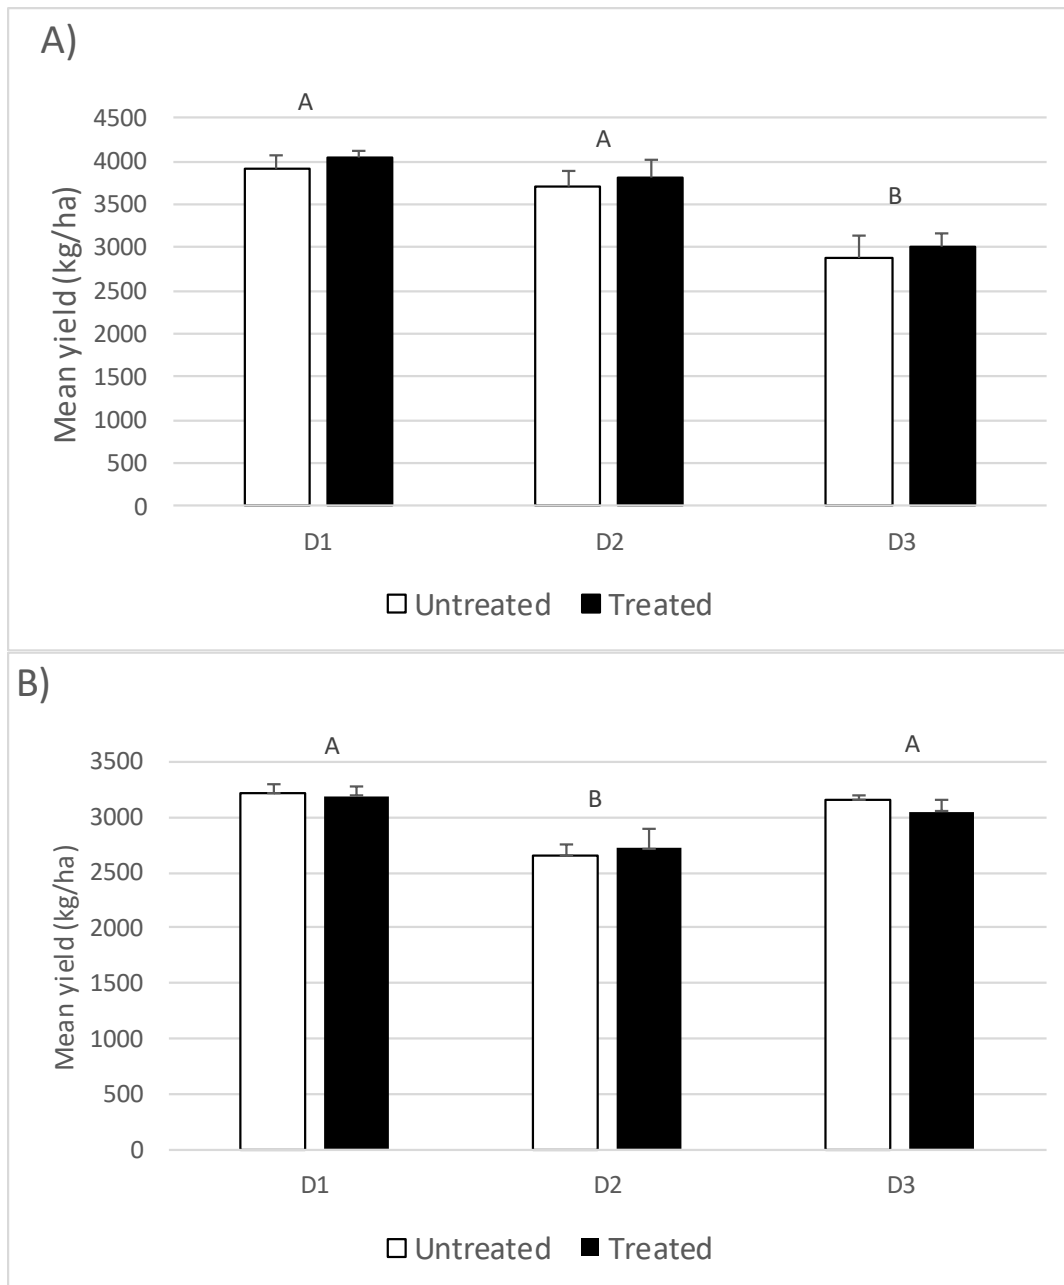 A)
A
4500
4000
A
3500
B
3000
2500
2000
1500
1000
500
0
Mean yield (kg/ha)
D1 D2 D3
Untreated Treated
B)
A A
3500
B
3000
2500
2000
1500
1000
500
0
Mean yield (kg/ha)
D1 D2 D3
Untreated Treated